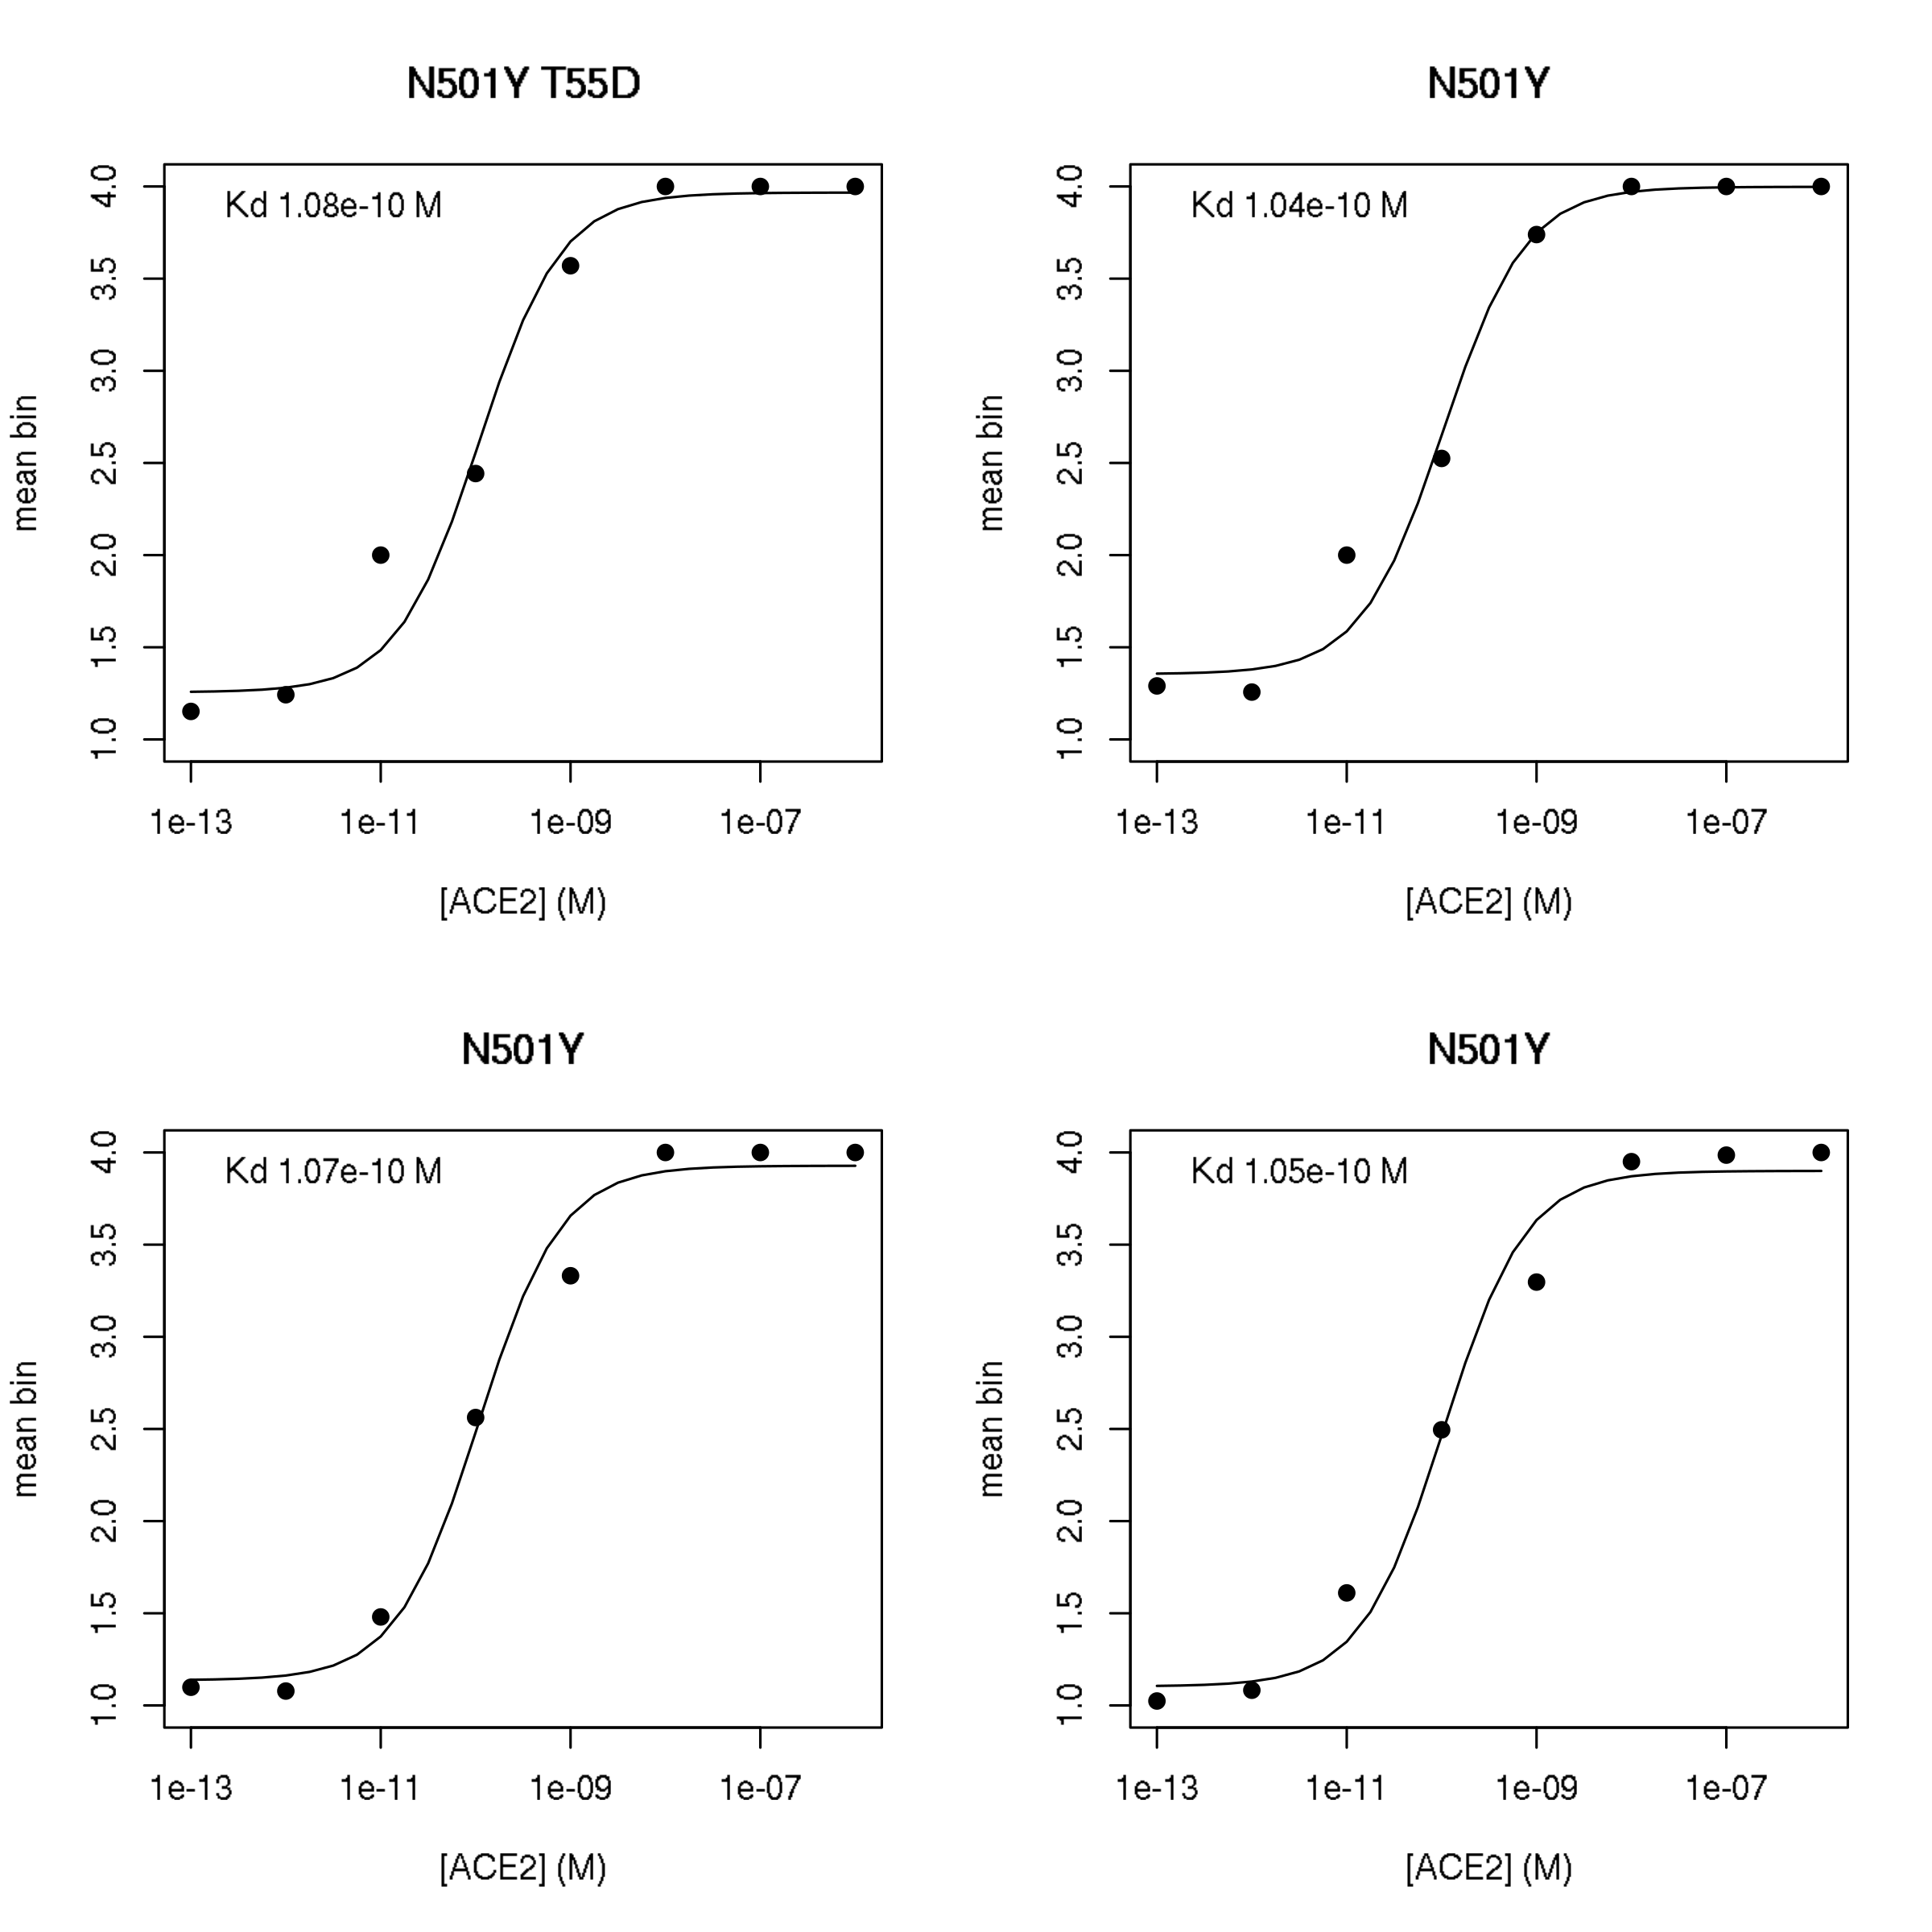 N501Y T55D
Kd 1.08e-10 M
mean bin
4.0
3.5
3.0
2.5
2.0
1.5
1.0
1e-13 1e-11 1e-09 1e-07
[ACE2] (M)
N501Y
Kd 1.04e-10 M
mean bin
4.0
3.5
3.0
2.5
2.0
1.5
1.0
1e-13 1e-11 1e-09 1e-07
[ACE2] (M)
N501Y
Kd 1.07e-10 M
mean bin
4.0
3.5
3.0
2.5
2.0
1.5
1.0
1e-13 1e-11 1e-09 1e-07
[ACE2] (M)
N501Y
Kd 1.05e-10 M
mean bin
4.0
3.5
3.0
2.5
2.0
1.5
1.0
1e-13 1e-11 1e-09 1e-07
[ACE2] (M)